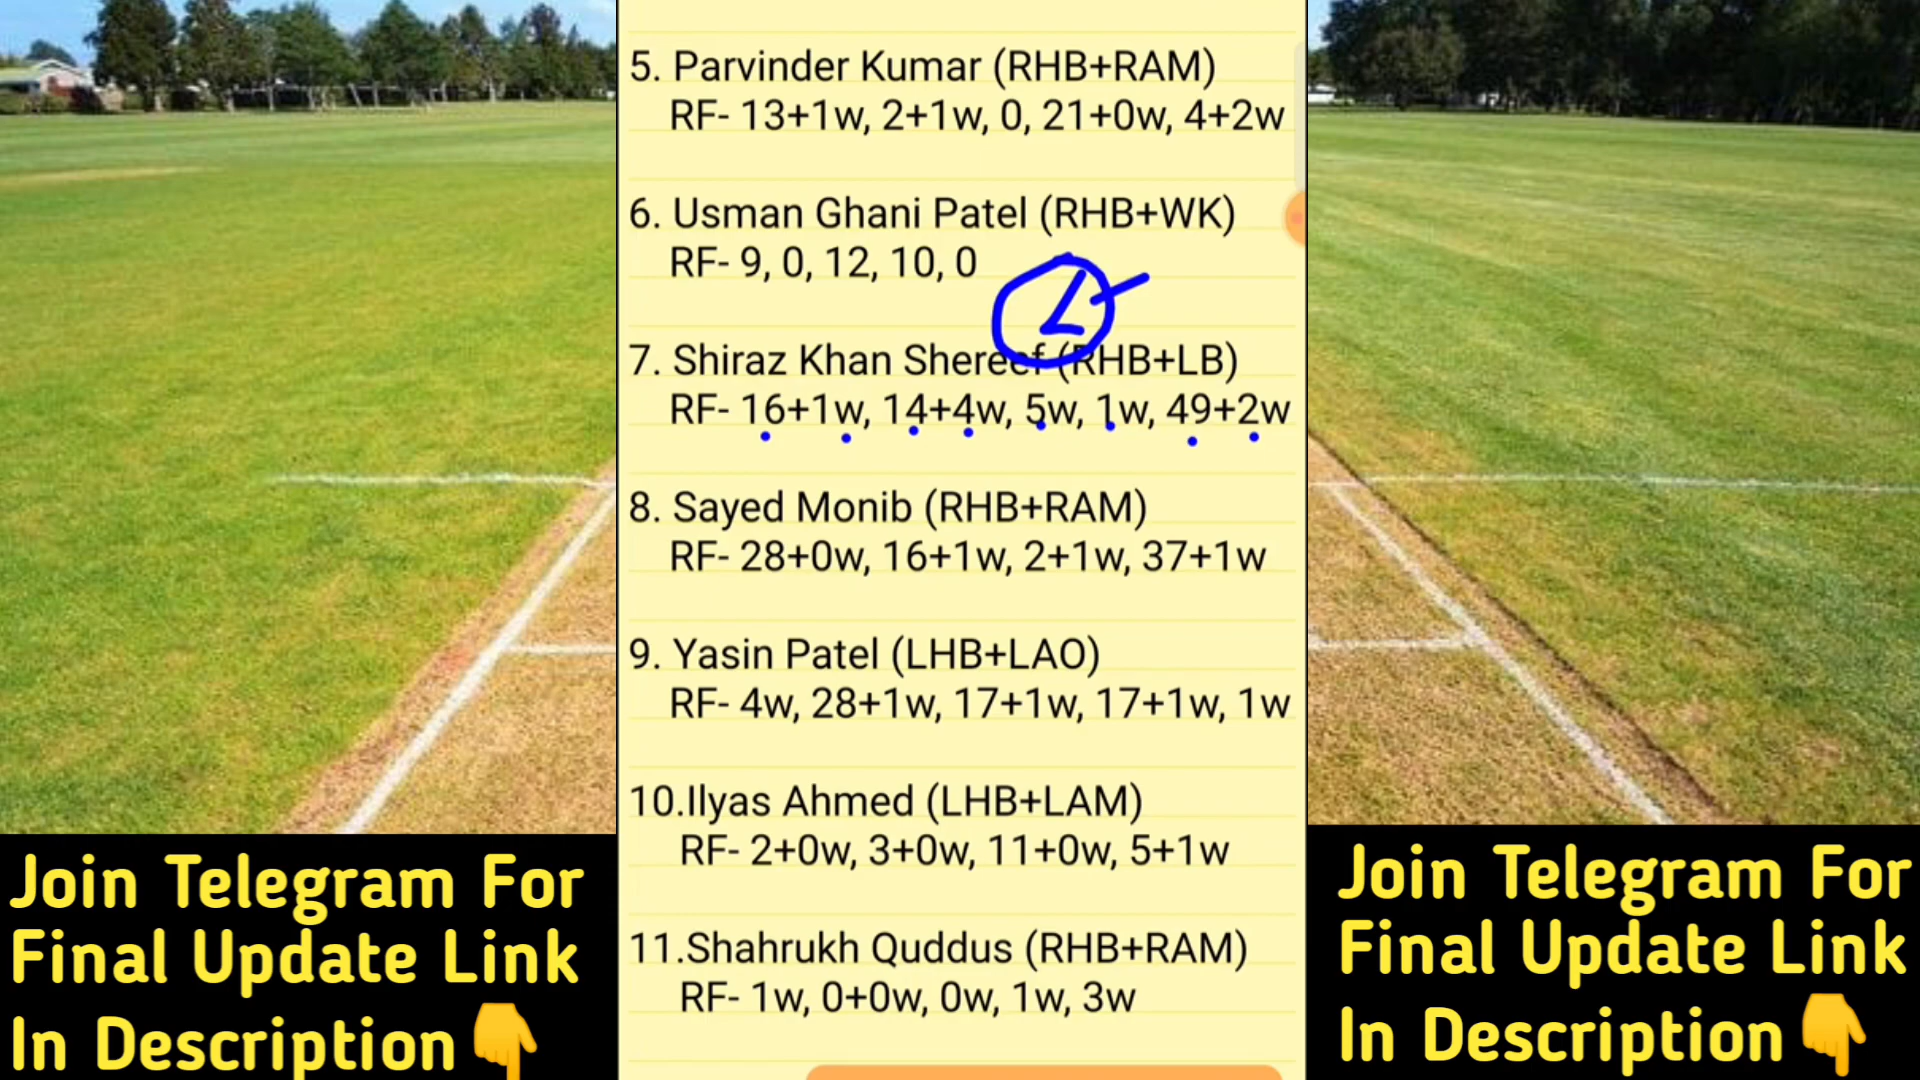 5. Parvinder Kumar (RHB+RAM)
RF- 13+1w, 2+1w, 0, 21+0w, 4+2w
6. Usman Ghani Patel (RHB+WK)
RF- 9, 0, 12, 10, 0
7. Shiraz Khan Shereef (RHB+LB)
RF- 16+1w, 14+4w, 5w, 1w, 49+2w
8. Sayed Monib (RHB+RAM)
RF- 28+0w, 16+1w, 2+1w, 37+1w
9. Yasin Patel (LHB+LAO)
RF- 4w, 28+1w, 17+1w, 17+1w, 1w
10.Ilyas Ahmed (LHB+LAM)
RF- 2+0w, 3+0w, 11+0w, 5+1w
11.Shahrukh Quddus (RHB+RAM)
RF- 1w, 0+0w, 0w, 1w, 3w
Join Telegram For
Final Update Link
In Description👇
Join Telegram For
Final Update Link
In Description👇